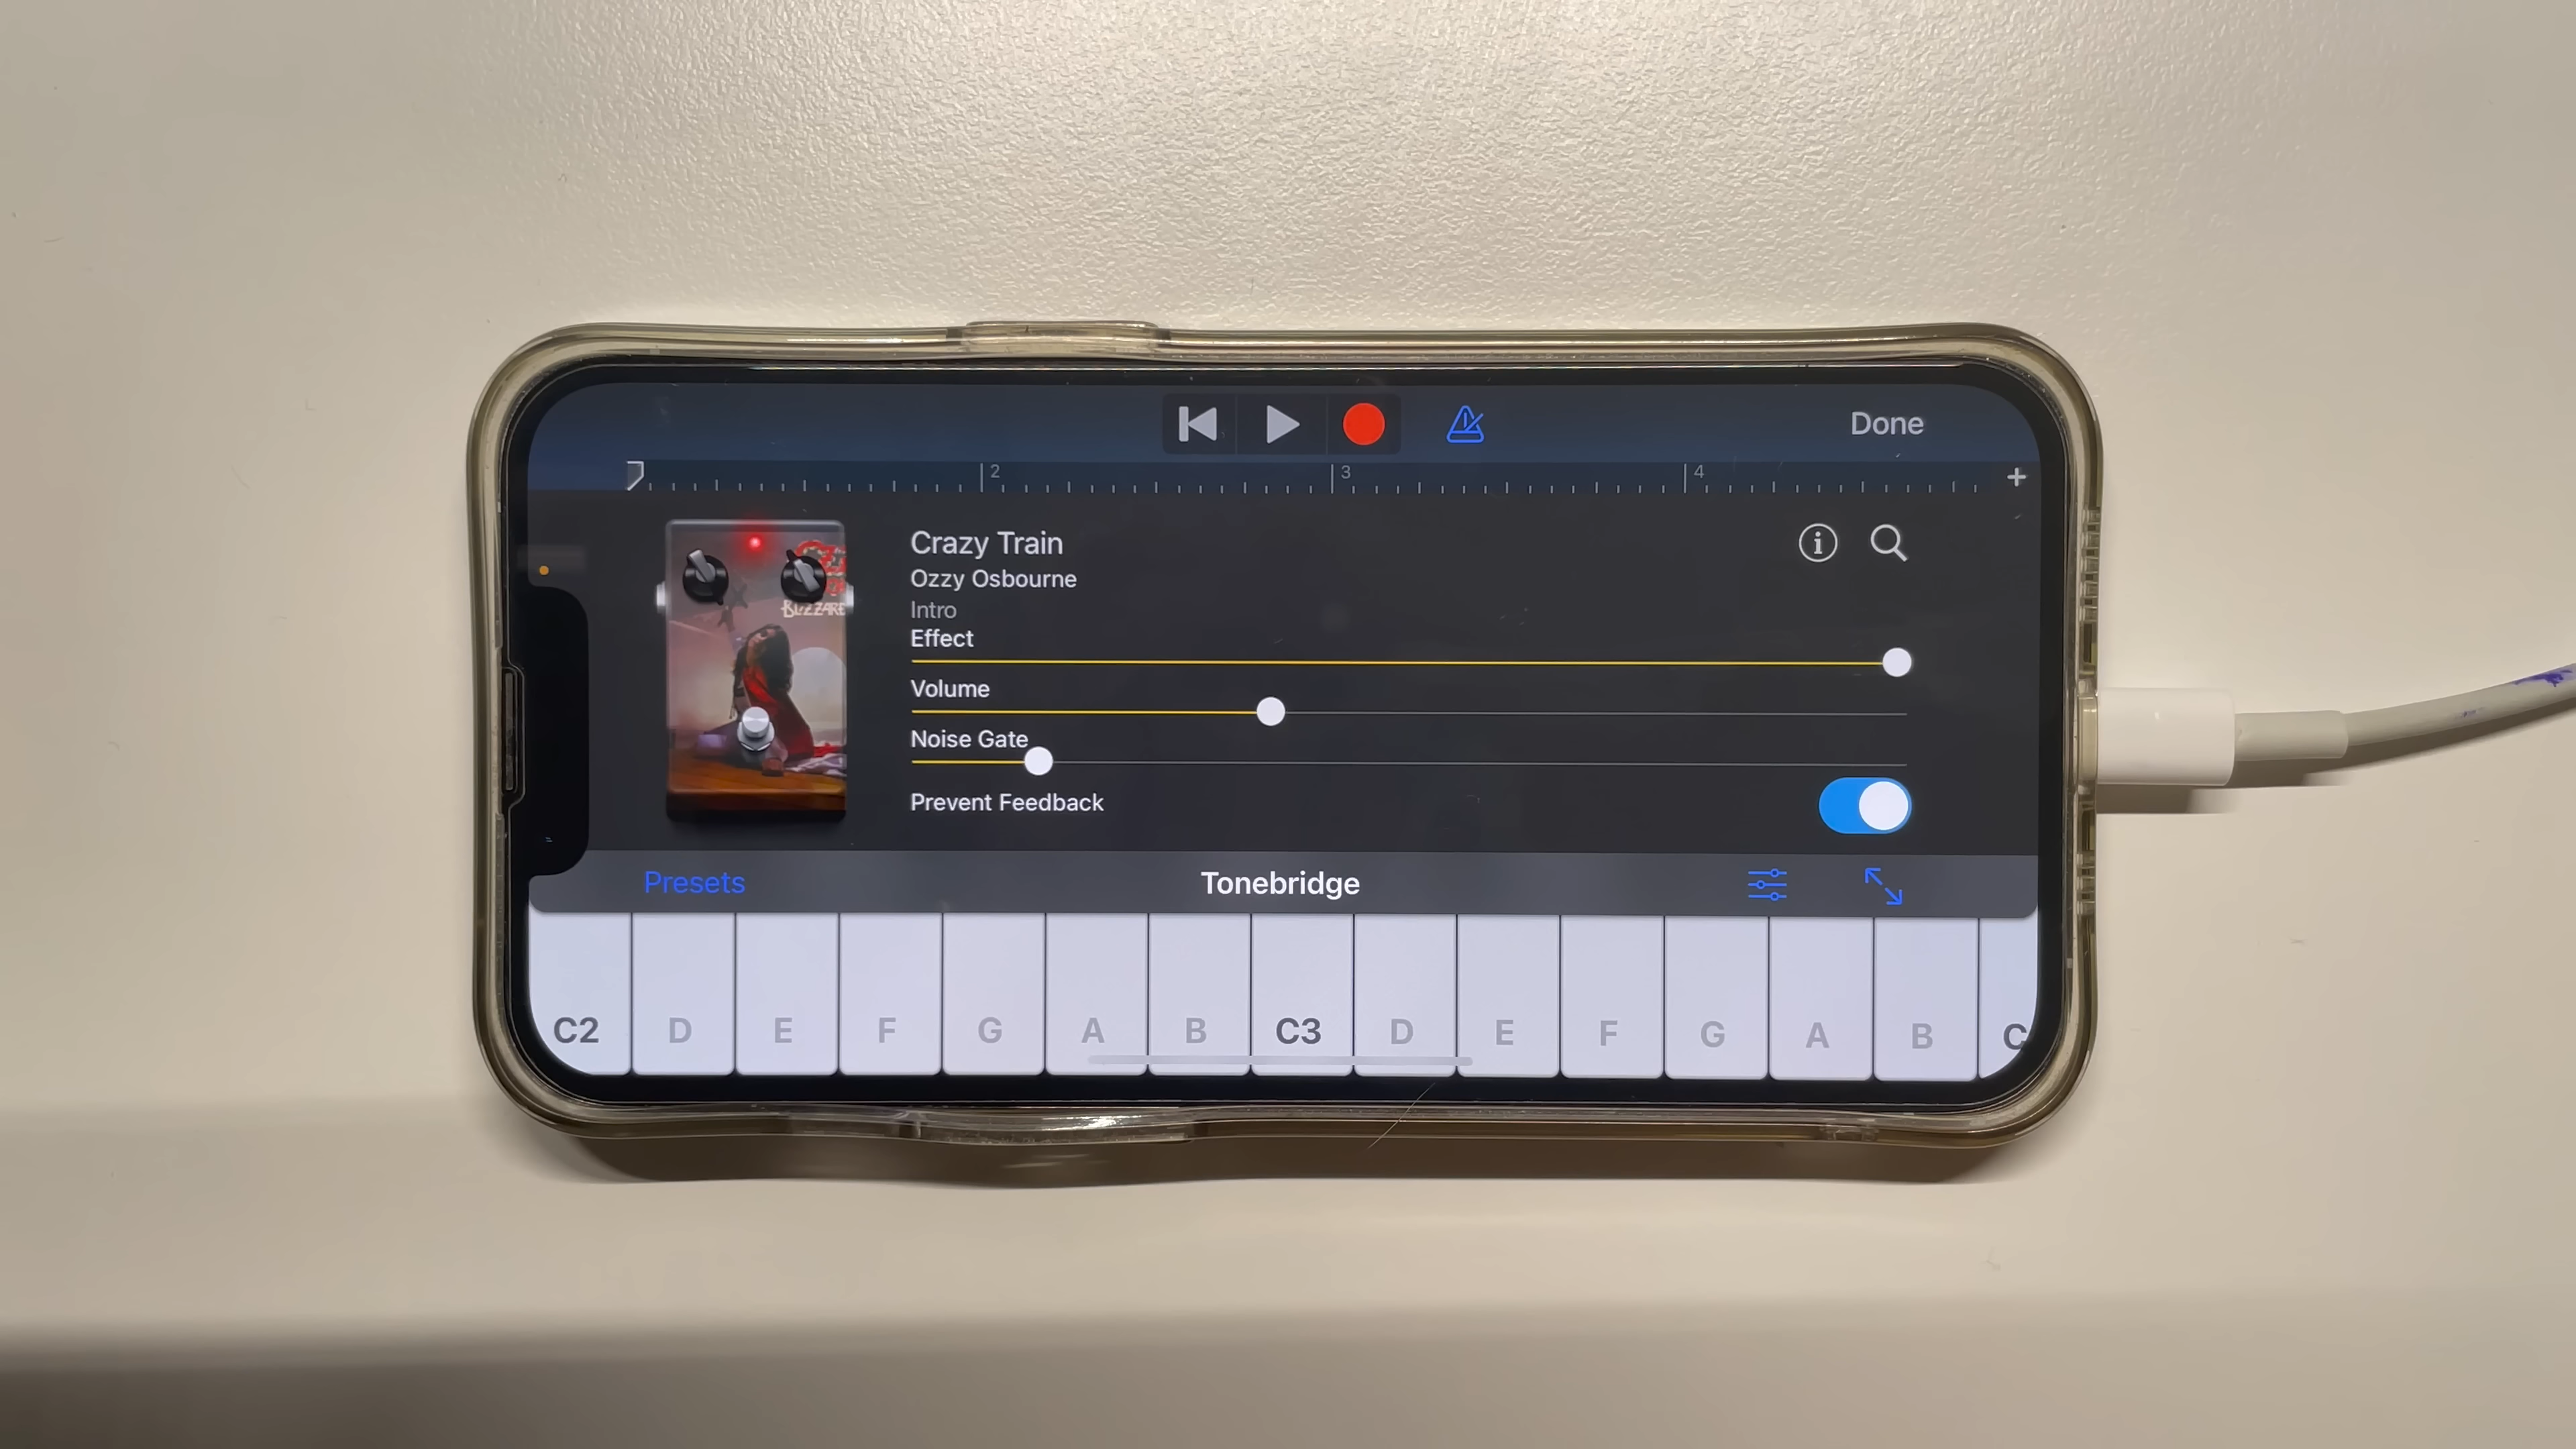 Done
2 3 4 +
Crazy Train
Ozzy Osbourne
Intro
Effect
Volume
Noise Gate
Prevent Feedback
BLIZZARD
Presets Tonebridge
C2 D E F G A B C3 D E F G A B C